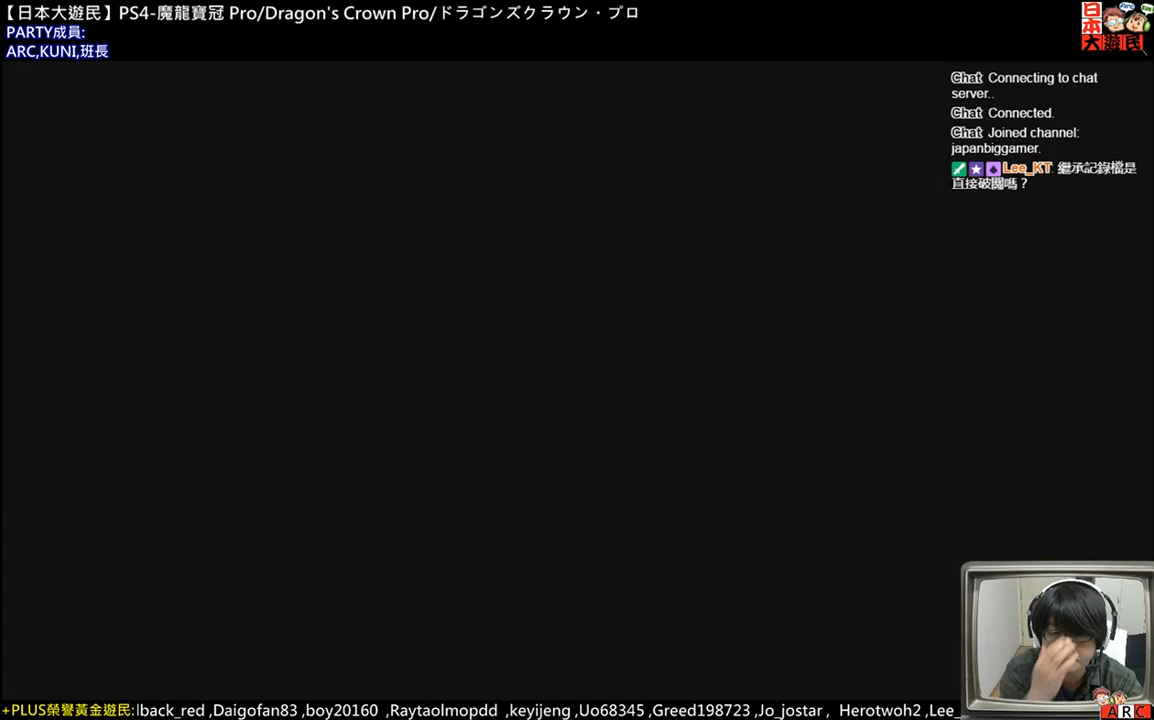 【日本大遊民】PS4-魔龍寶冠 Pro/Dragon's Crown Pro/ドラゴンズクラウン・プロ
PARTY成員:
ARC,KUNI,班長
日本
大遊民
Chat Connecting to chat
server..
Chat Connected.
Chat Joined channel:
japanbiggamer.
Lee_KT: 繼承記錄檔是
直接破關嗎？
ARC
+PLUS榮譽黃金遊民:lback_red ,Daigofan83 ,boy20160 ,Raytaolmopdd ,keyijeng ,Uo68345 ,Greed198723 ,Jo_jostar , Herotwoh2 ,Lee_